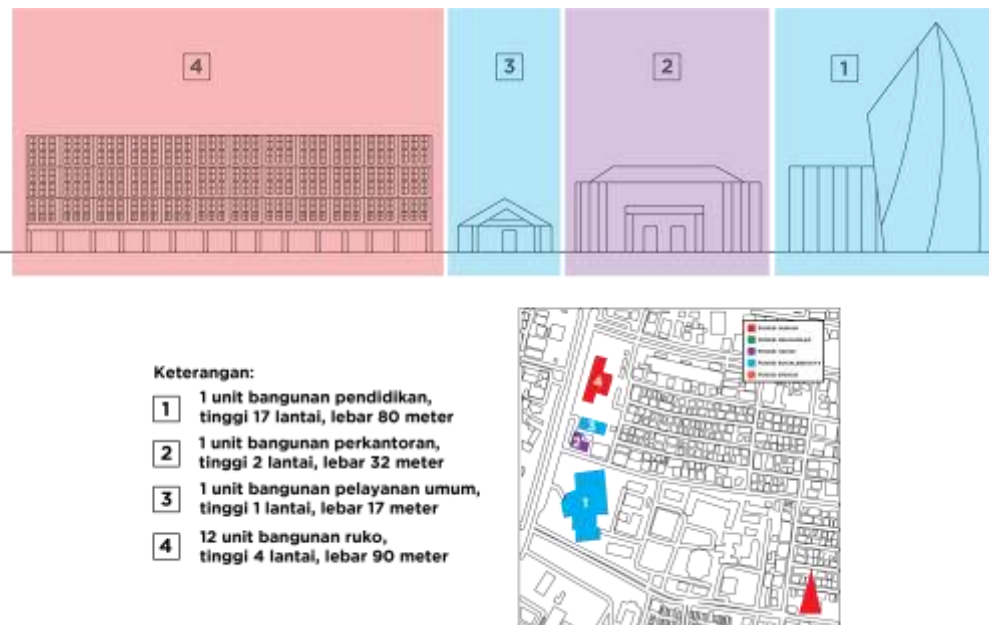 4
3
2
1
Keterangan:
1
1 unit bangunan pendidikan,
tinggi 17 lantai, lebar 80 meter
2
1 unit bangunan perkantoran,
tinggi 2 lantai, lebar 32 meter
3
1 unit bangunan pelayanan umum,
tinggi 1 lantai, lebar 17 meter
4
12 unit bangunan ruko,
tinggi 4 lantai, lebar 90 meter
4
3
2
1